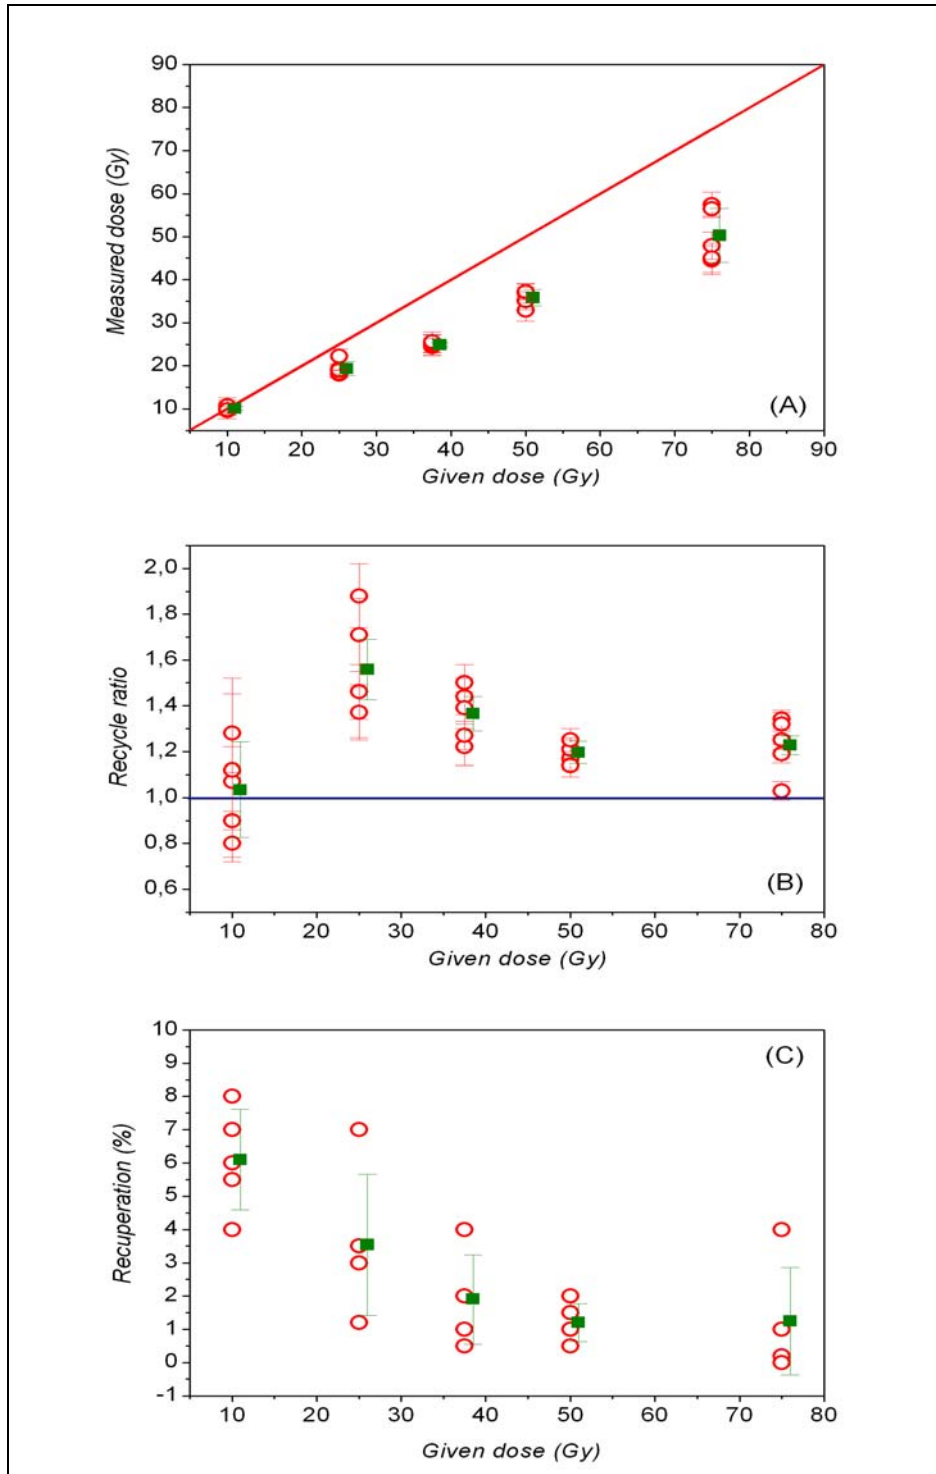 90
80
70
60
50
40
30
20
10
Measured dose (Gy)
(A)
10 20 30 40 50 60 70 80 90
Given dose (Gy)
2,0
1,8
1,6
1,4
1,2
1,0
0,8
0,6
Recycle ratio
(B)
10 20 30 40 50 60 70 80
Given dose (Gy)
10
9
8
7
6
5
4
3
2
1
0
-1
Recuperation (%)
(C)
10 20 30 40 50 60 70 80
Given dose (Gy)